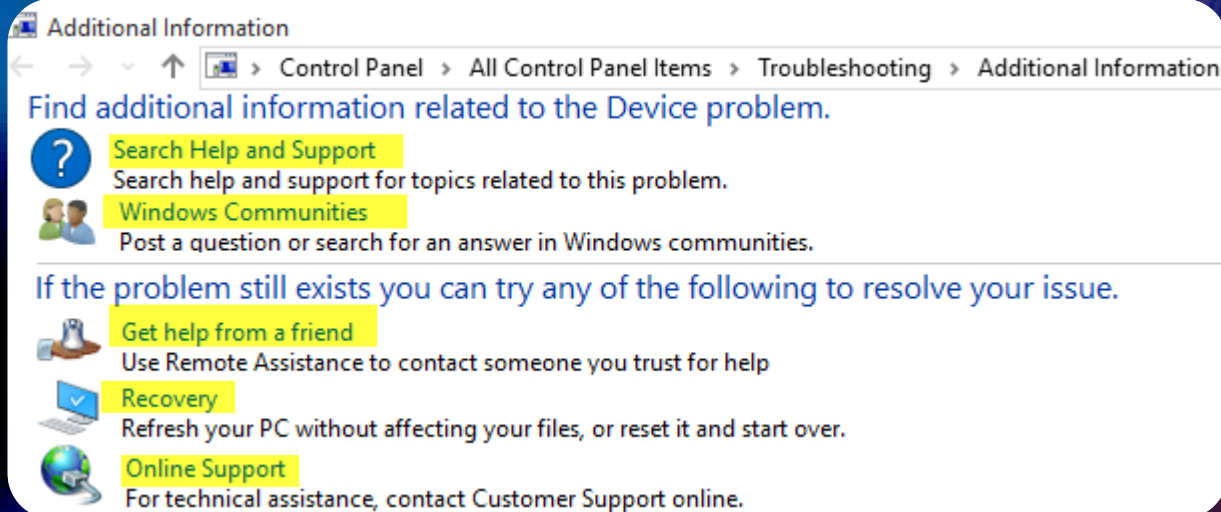 Additional Information
Control Panel > All Control Panel Items > Troubleshooting > Additional Information
Find additional information related to the Device problem.
Search Help and Support
Search help and support for topics related to this problem.
Windows Communities
Post a question or search for an answer in Windows communities.
If the problem still exists you can try any of the following to resolve your issue.
Get help from a friend
Use Remote Assistance to contact someone you trust for help
Recovery
Refresh your PC without affecting your files, or reset it and start over.
Online Support
For technical assistance, contact Customer Support online.